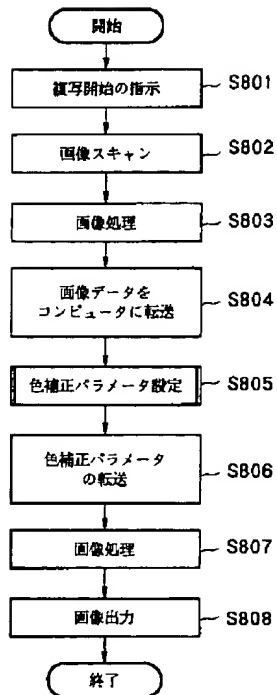 開始
複写開始の指示 S801
画像スキャン S802
画像処理 S803
画像データを
コンピュータに転送 S804
色補正パラメータ設定 S805
色補正パラメータ
の転送 S806
画像処理 S807
画像出力 S808
終了